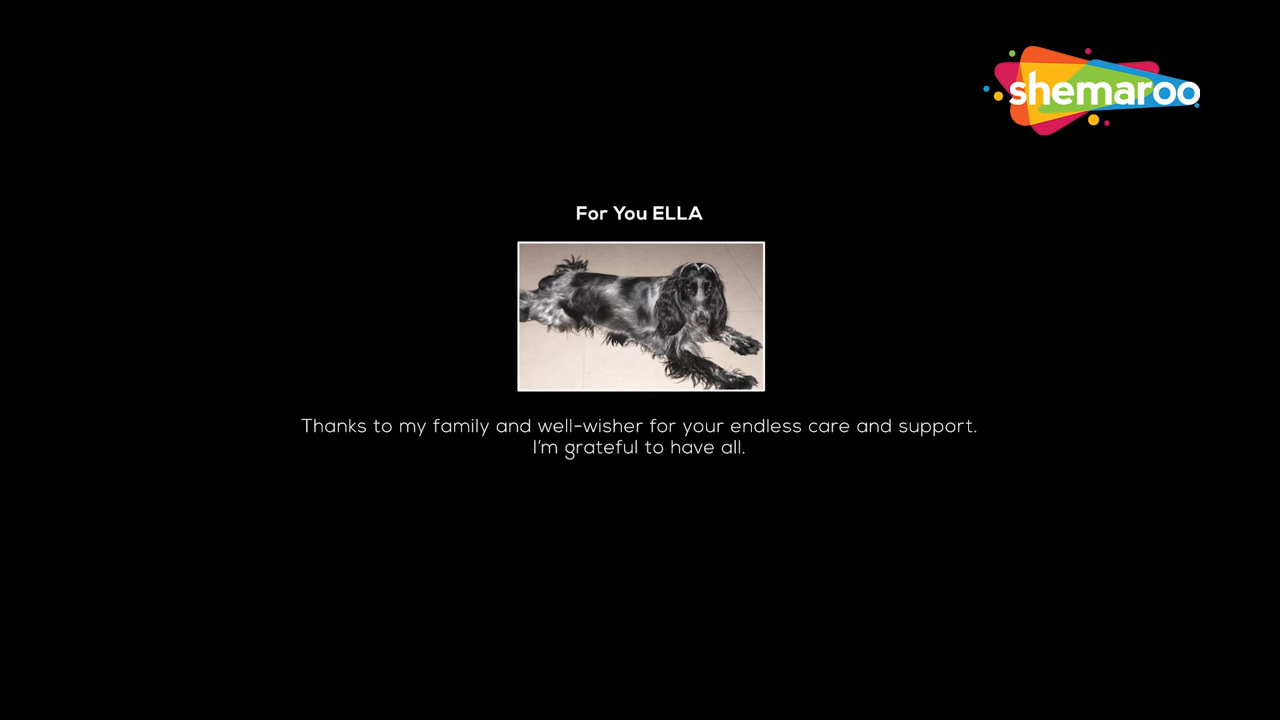 shemaroo
For You ELLA
Thanks to my family and well-wisher for your endless care and support.
I'm grateful to have all.